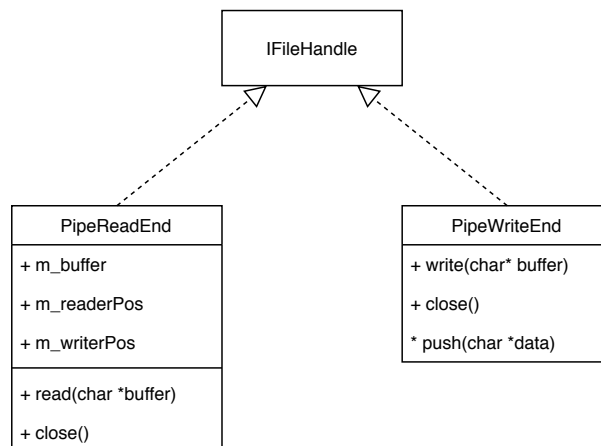 IFileHandle
PipeReadEnd
+ m_buffer
+ m_readerPos
+ m_writerPos
+ read(char *buffer)
+ close()
PipeWriteEnd
+ write(char* buffer)
+ close()
* push(char *data)